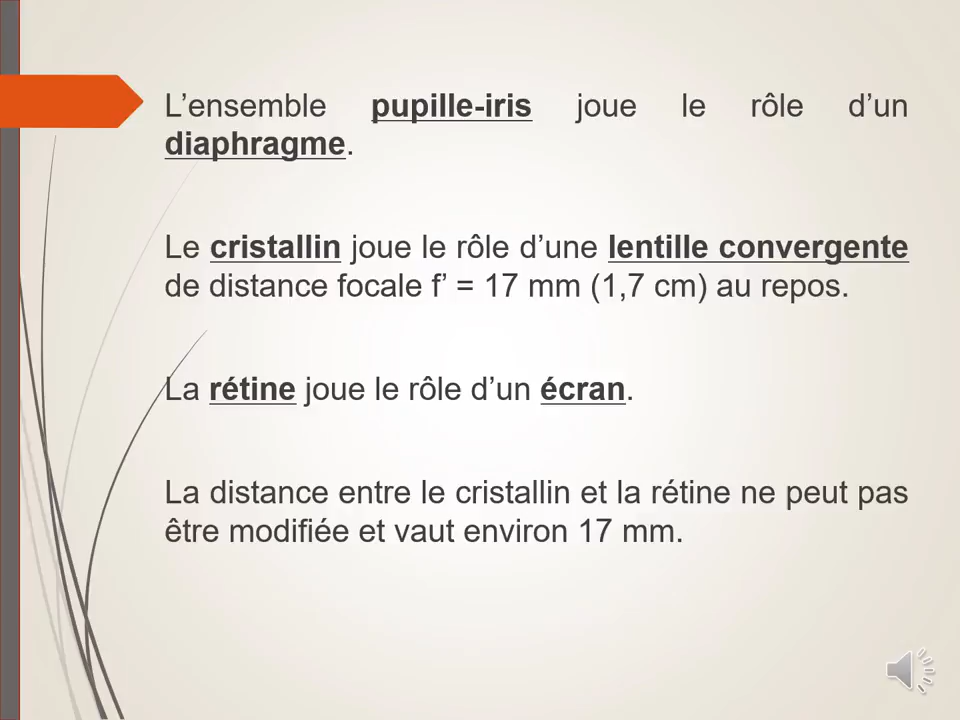 L’ensemble pupille-iris joue le rôle d’un
diaphragme.
Le cristallin joue le rôle d’une lentille convergente
de distance focale f’ = 17 mm (1,7 cm) au repos.
La rétine joue le rôle d’un écran.
La distance entre le cristallin et la rétine ne peut pas
être modifiée et vaut environ 17 mm.